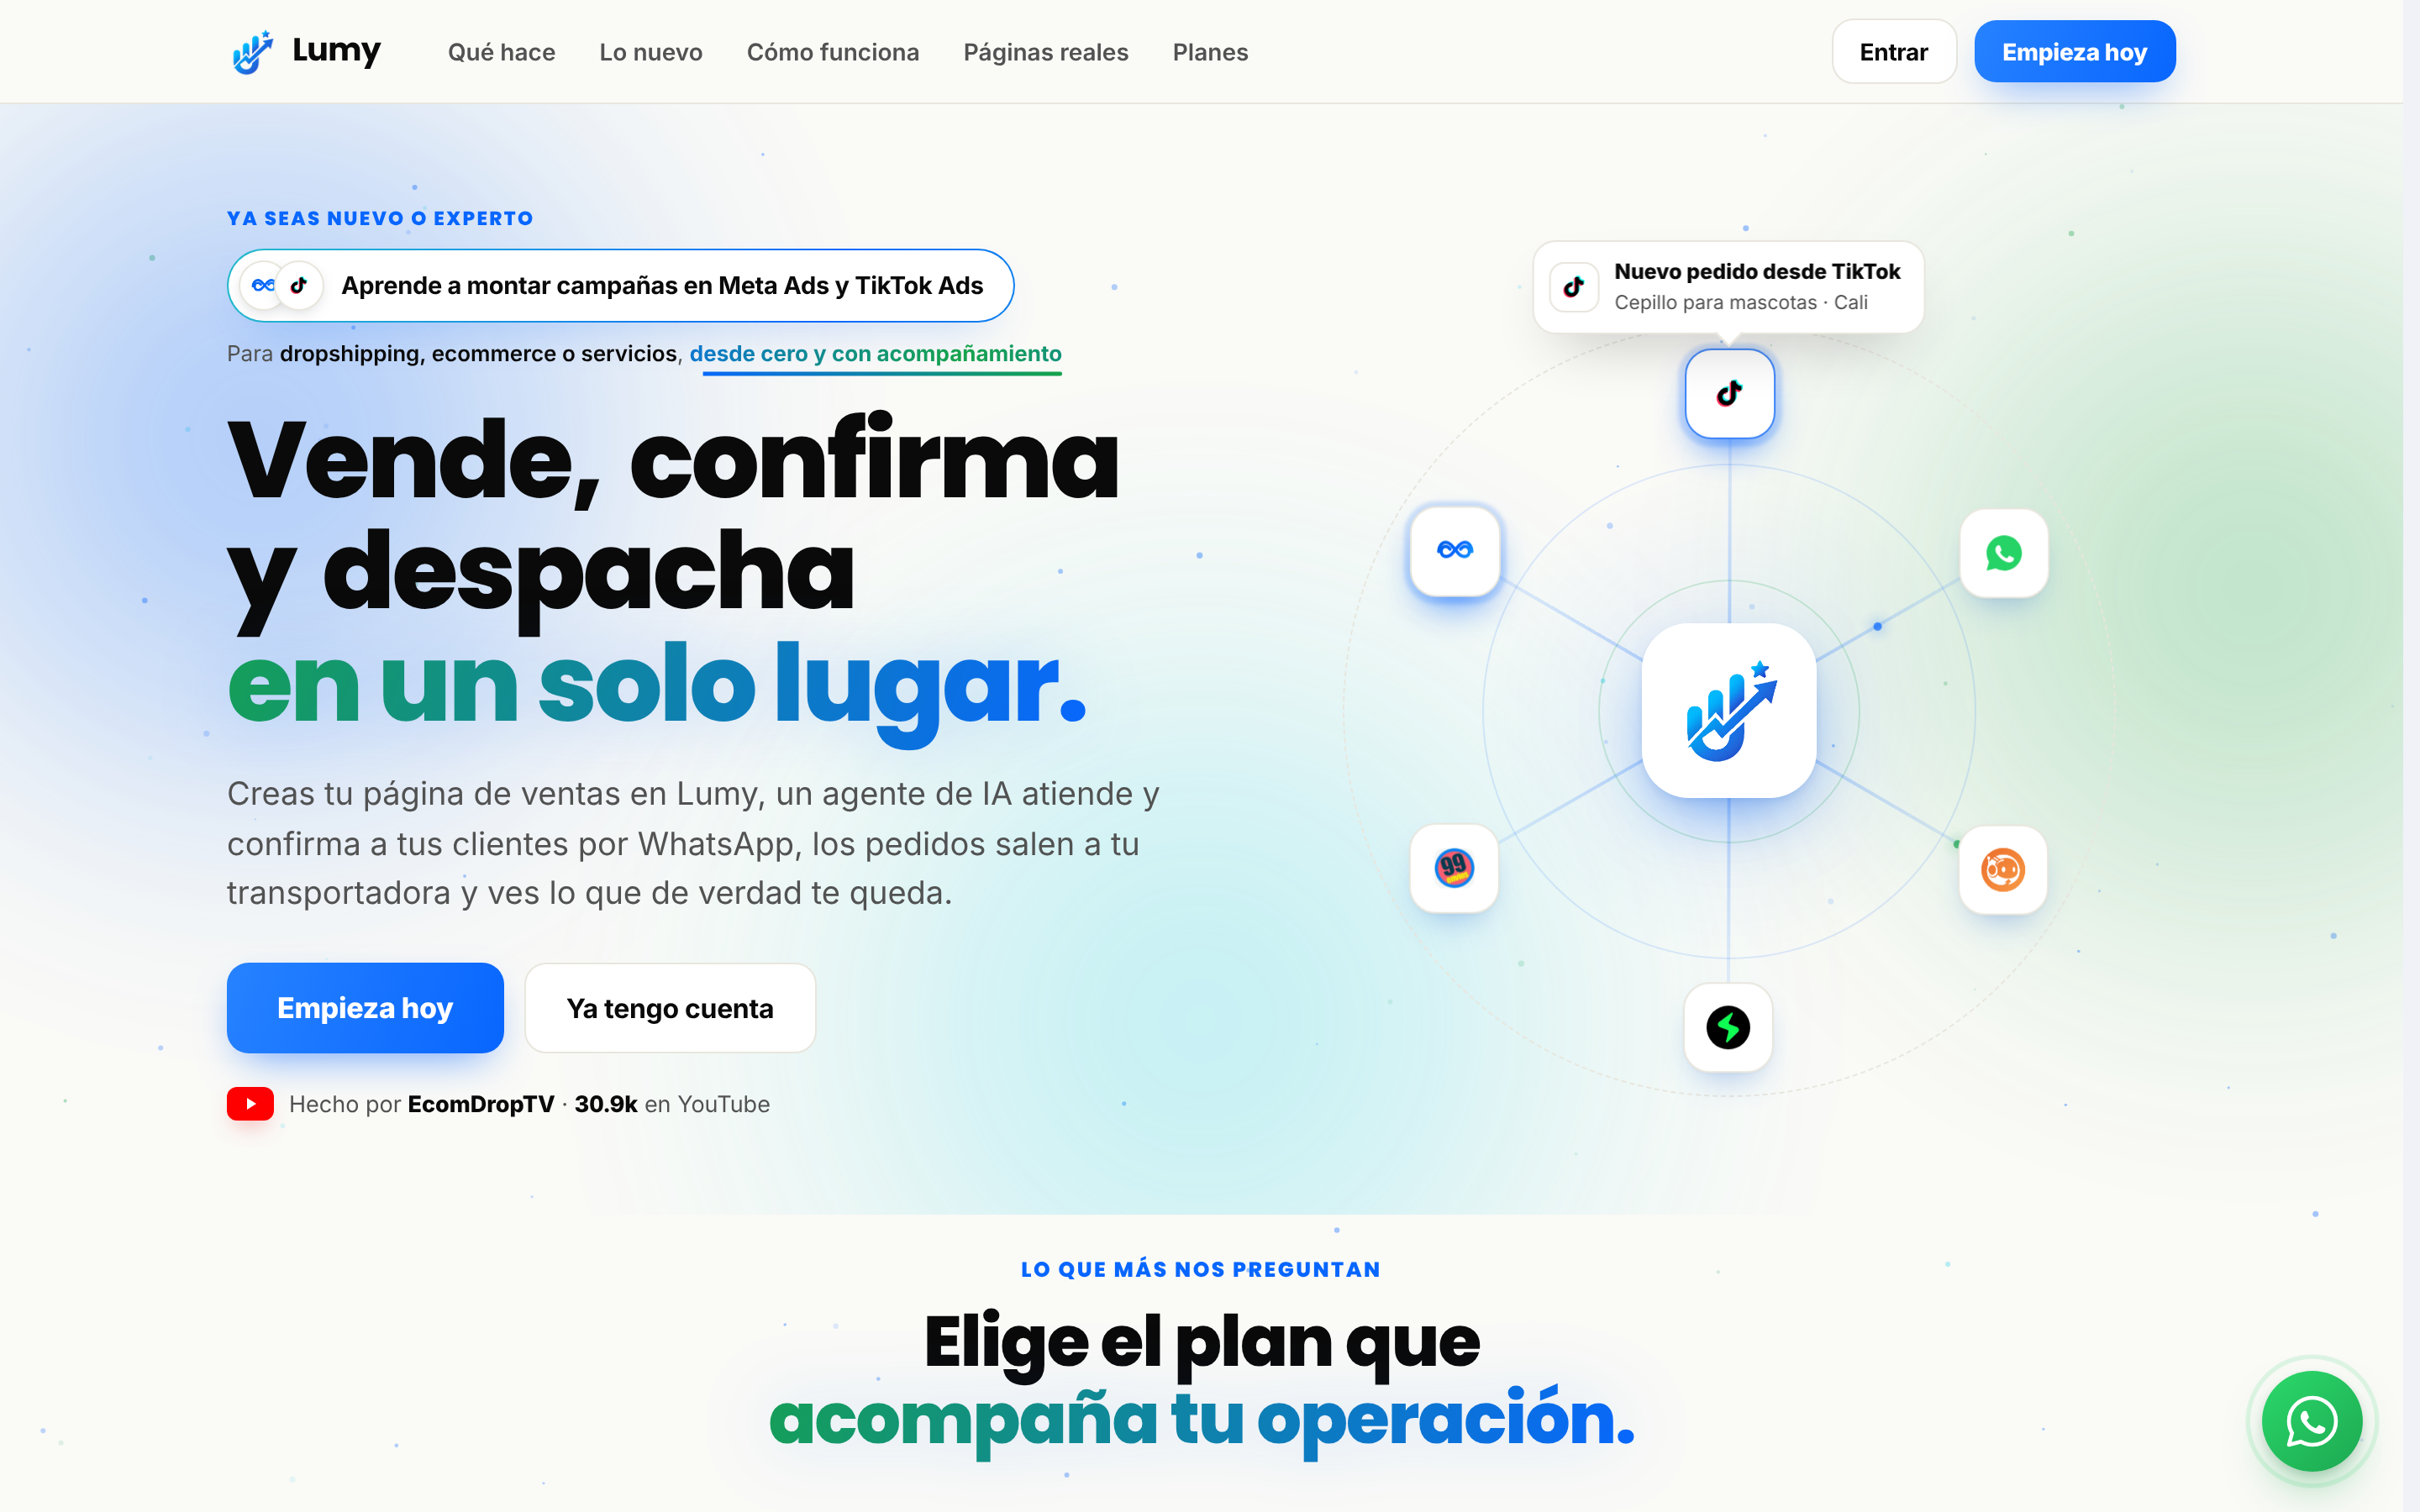 Lumy
Qué hace
Lo nuevo
Cómo funciona
Páginas reales
Planes
Entrar
Empieza hoy
YA SEAS NUEVO O EXPERTO
Aprende a montar campañas en Meta Ads y TikTok Ads
Para dropshipping, ecommerce o servicios, desde cero y con acompañamiento
Vende, confirma
y despacha
en un solo lugar.
Creas tu página de ventas en Lumy, un agente de IA atiende y
confirma a tus clientes por WhatsApp, los pedidos salen a tu
transportadora y ves lo que de verdad te queda.
Empieza hoy
Ya tengo cuenta
Hecho por EcomDropTV · 30.9k en YouTube
Nuevo pedido desde TikTok
Cepillo para mascotas · Cali
99
LO QUE MÁS NOS PREGUNTAN
Elige el plan que
acompaña tu operación.